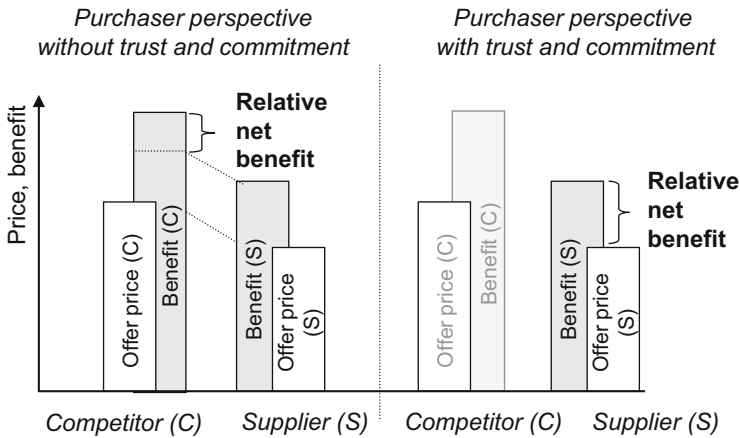 Purchaser perspective
without trust and commitment
Purchaser perspective
with trust and commitment
Price, benefit
Relative
net
benefit
Offer price (C)
Benefit (C)
Benefit (S)
Offer price
(S)
Relative
net
benefit
Offer price (C)
Benefit (C)
Benefit (S)
Offer price
(S)
Competitor (C)
Supplier (S)
Competitor (C)
Supplier (S)